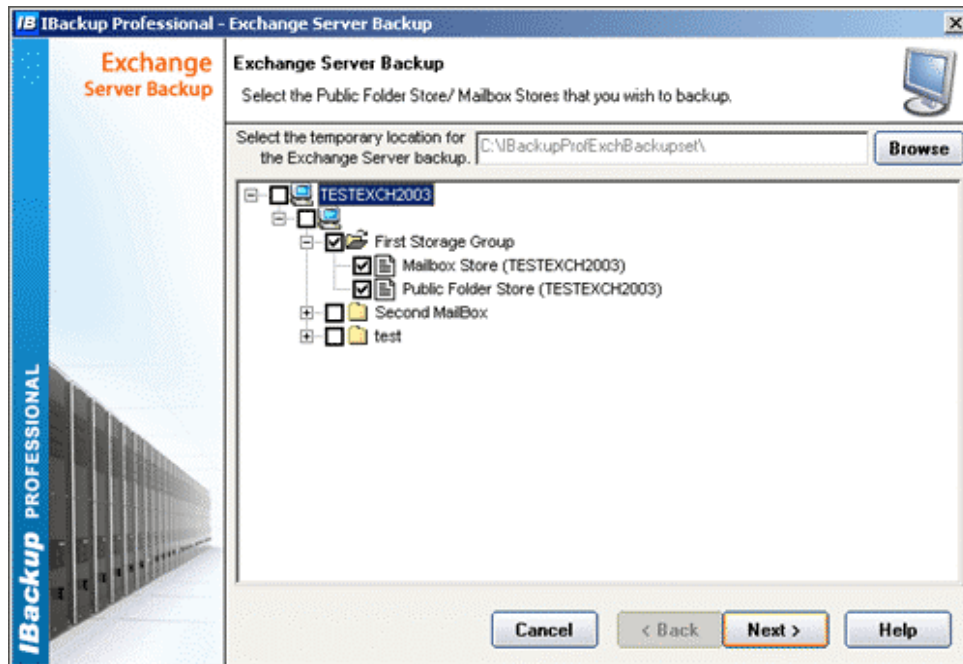 IB IBackup Professional - Exchange Server Backup
Exchange
Server Backup
IBackup PROFESSIONAL
Exchange Server Backup
Select the Public Folder Store/ Mailbox Stores that you wish to backup.
Select the temporary location for
the Exchange Server backup.
C:\IBackupProfExchBackupset\
Browse
TESTEXCH2003
First Storage Group
Mailbox Store (TESTEXCH2003)
Public Folder Store (TESTEXCH2003)
Second MailBox
test
Cancel
< Back
Next >
Help